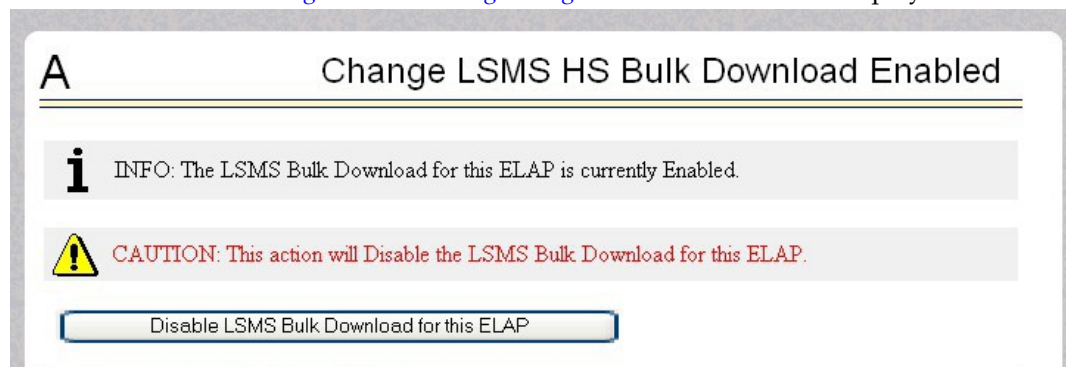 A
Change LSMS HS Bulk Download Enabled
i INFO: The LSMS Bulk Download for this ELAP is currently Enabled.
CAUTION: This action will Disable the LSMS Bulk Download for this ELAP.
Disable LSMS Bulk Download for this ELAP